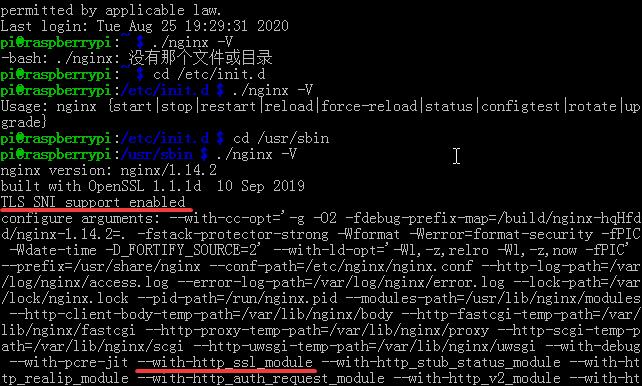 permitted by applicable law.
Last login: Tue Aug 25 19:29:31 2020
pi@raspberrypi:~ $ ./nginx -V
-bash: ./nginx: 没有那个文件或目录
pi@raspberrypi:~ $ cd /etc/init.d
pi@raspberrypi:/etc/init.d $ ./nginx -V
Usage: nginx {start|stop|restart|reload|force-reload|status|configtest|rotate|up
grade}
pi@raspberrypi:/etc/init.d $ cd /usr/sbin
pi@raspberrypi:/usr/sbin $ ./nginx -V
nginx version: nginx/1.14.2
built with OpenSSL 1.1.1d  10 Sep 2019
TLS SNI support enabled
configure arguments: --with-cc-opt='-g -O2 -fdebug-prefix-map=/build/nginx-hqHfd
d/nginx-1.14.2=. -fstack-protector-strong -Wformat -Werror=format-security -fPIC
 -Wdate-time -D_FORTIFY_SOURCE=2' --with-ld-opt='-Wl,-z,relro -Wl,-z,now -fPIC'
--prefix=/usr/share/nginx --conf-path=/etc/nginx/nginx.conf --http-log-path=/var
/log/nginx/access.log --error-log-path=/var/log/nginx/error.log --lock-path=/var
/lock/nginx.lock --pid-path=/run/nginx.pid --modules-path=/usr/lib/nginx/modules
 --http-client-body-temp-path=/var/lib/nginx/body --http-fastcgi-temp-path=/var/
lib/nginx/fastcgi --http-proxy-temp-path=/var/lib/nginx/proxy --http-scgi-temp-p
ath=/var/lib/nginx/scgi --http-uwsgi-temp-path=/var/lib/nginx/uwsgi --with-debug
 --with-pcre-jit --with-http_ssl_module --with-http_stub_status_module --with-ht
tp_realip_module --with-http_auth_request_module --with-http_v2_module --with-ht